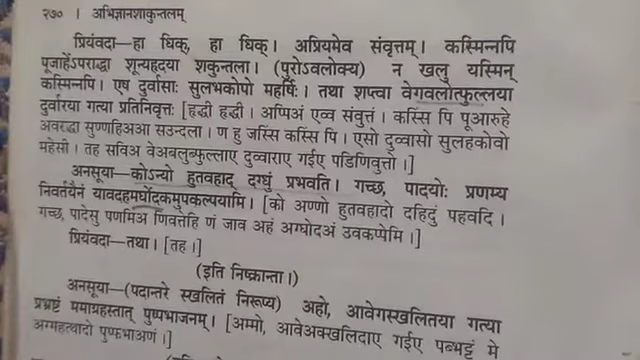 २७० । अभिज्ञानशाकुन्तलम्
प्रियंवदा—हा धिक्, हा धिक्। अप्रियमेव संवृत्तम्। कस्मिन्नपि
पूजार्हेऽपराद्धा शून्यहृदया शकुन्तला। (पुरोऽवलोक्य) न खलु यस्मिन्
कस्मिन्नपि। एष दुर्वासाः सुलभकोपो महर्षिः। तथा शप्त्वा वेगवलोत्फुल्लया
दुर्वारया गत्या प्रतिनिवृत्तः [हद्धी हद्धी। अप्पिअं एव्व संवुत्तं। कस्सिं पि पूआरुहे
अवरद्धा सुण्णहिअआ सउन्दला। ण हु जस्सिं कस्सिं पि। एसो दुव्वासो सुलहकोवो
महेसी। तह सविअ वेअबलुब्फुल्लाए दुव्वाराए गईए पडिणिवुत्तो।]
अनसूया—कोऽन्यो हुतवहाद् दग्धुं प्रभवति। गच्छ, पादयोः प्रणम्य
निवर्तयैनं यावदहमर्घोदकमुपकल्पयामि। [को अण्णो हुतवहादो दहिदुं पहवदि।
गच्छ, पादेसु पणमिअ णिवत्तेहि णं जाव अहं अग्घोदअं उवकप्पेमि।]
प्रियंवदा—तथा। [तह।]
(इति निष्क्रान्ता।)
अनसूया—(पदान्तरे स्खलितं निरूप्य) अहो, आवेगस्खलितया गत्या
प्रभ्रष्टं ममाग्रहस्तात् पुष्पभाजनम्। [अम्मो, आवेअक्खलिदाए गईए पब्भट्टं मे
अग्गहत्थादो पुप्फभाअणं।]